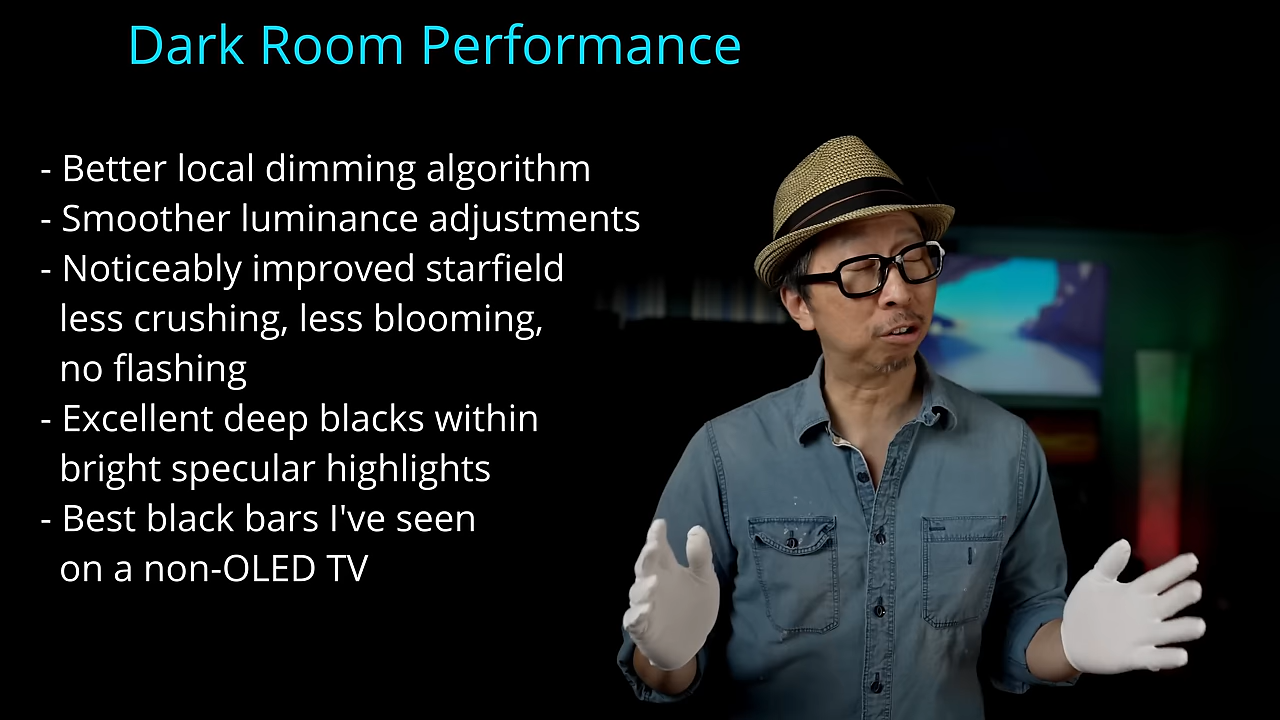 Dark Room Performance
- Better local dimming algorithm
- Smoother luminance adjustments
- Noticeably improved starfield
less crushing, less blooming,
no flashing
- Excellent deep blacks within
bright specular highlights
- Best black bars I've seen
on a non-OLED TV